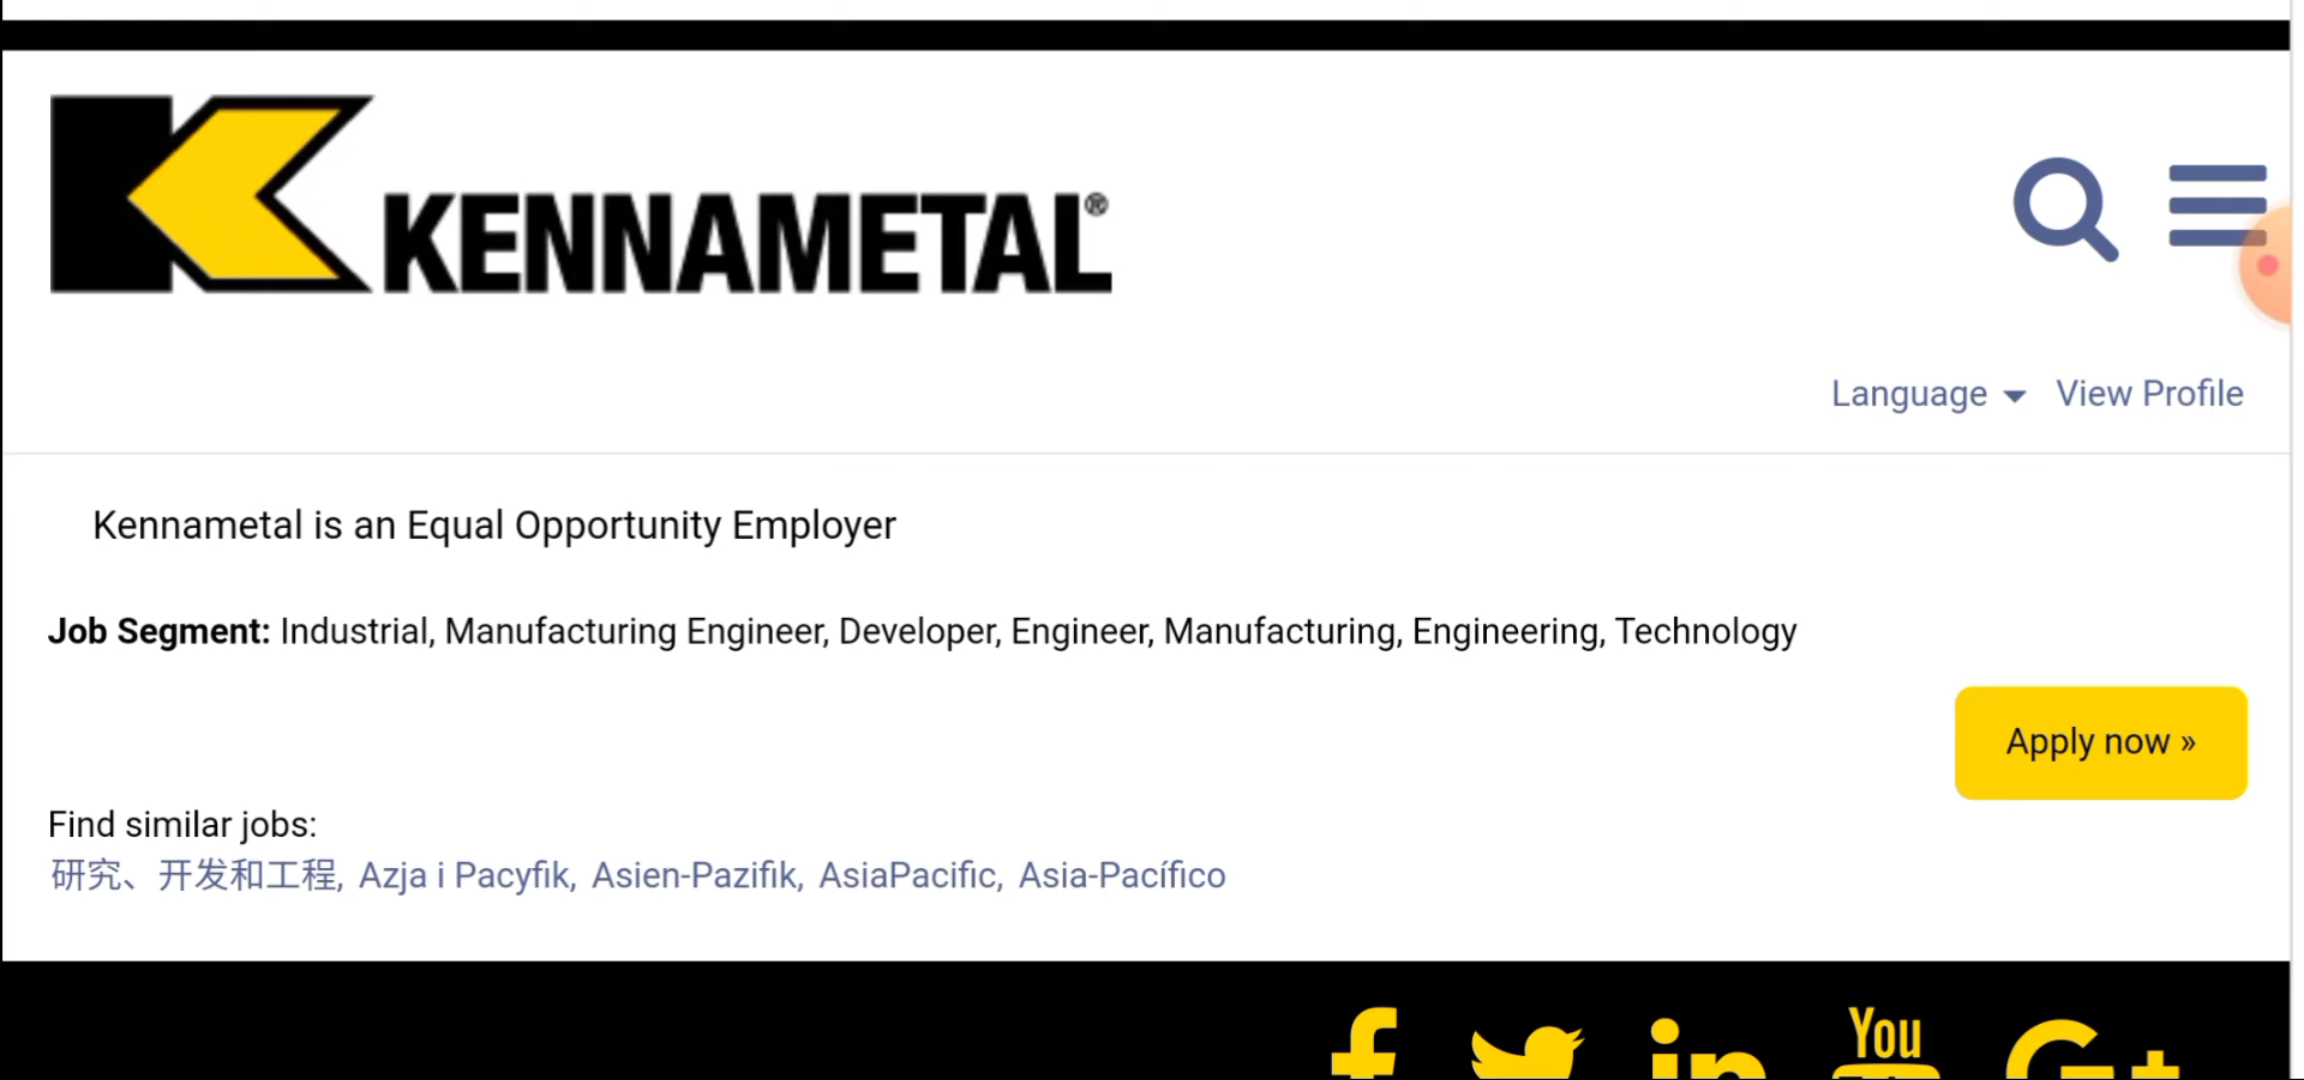 KENNAMETAL®
Language View Profile
Kennametal is an Equal Opportunity Employer
Job Segment: Industrial, Manufacturing Engineer, Developer, Engineer, Manufacturing, Engineering, Technology
Apply now »
Find similar jobs:
研究、开发和工程, Azja i Pacyfik, Asien-Pazifik, AsiaPacific, Asia-Pacífico
f in You G+